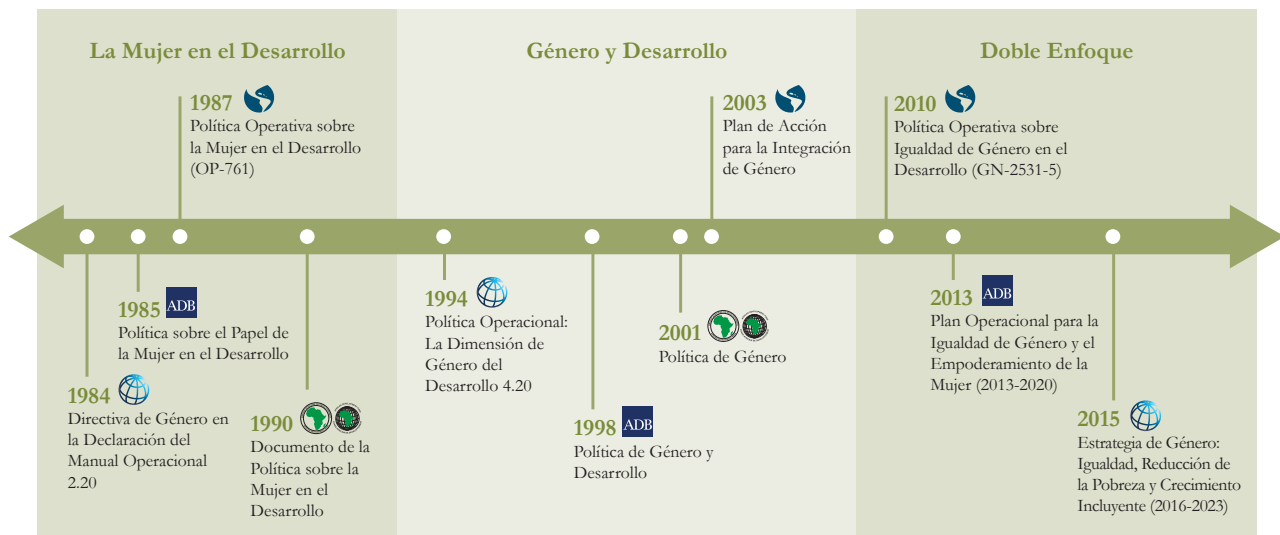 La Mujer en el Desarrollo
Género y Desarrollo
Doble Enfoque
1987
Política Operativa sobre
la Mujer en el Desarrollo
(OP-761)
2003
Plan de Acción
para la Integración
de Género
2010
Política Operativa sobre
Igualdad de Género en el
Desarrollo (GN-2531-5)
1984
Directiva de Género en
la Declaración del
Manual Operacional
2.20
1985 ADB
Política sobre el Papel de
la Mujer en el Desarrollo
1990
Documento de la
Política sobre la
Mujer en el
Desarrollo
1994
Política Operacional:
La Dimensión de
Género del
Desarrollo 4.20
1998 ADB
Política de Género y
Desarrollo
2001
Política de Género
2013 ADB
Plan Operacional para la
Igualdad de Género y el
Empoderamiento de la
Mujer (2013-2020)
2015
Estrategia de Género:
Igualdad, Reducción de
la Pobreza y Crecimiento
Incluyente (2016-2023)